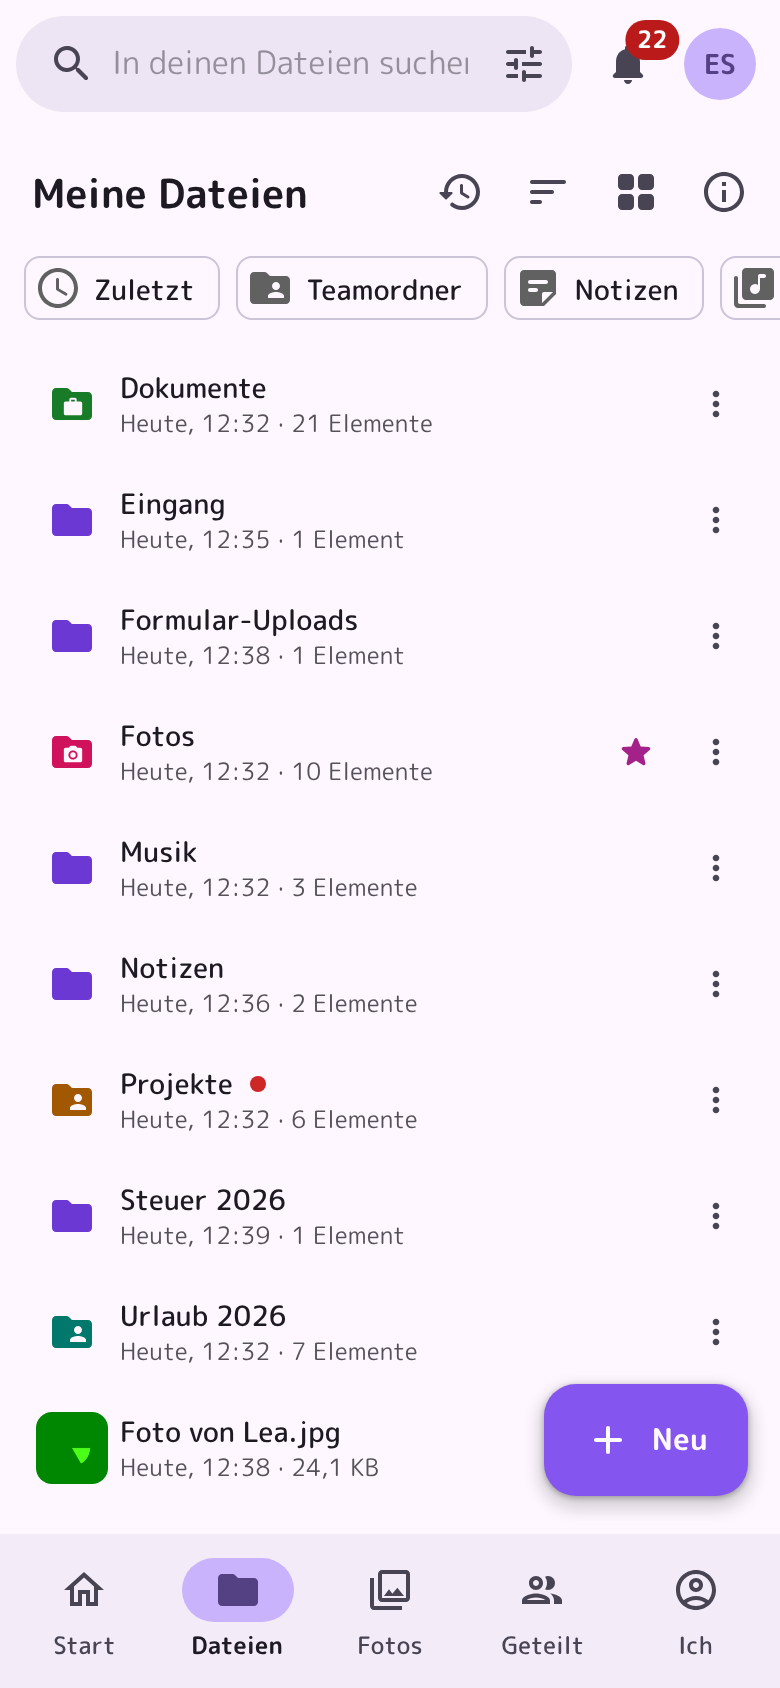 In deinen Dateien suchen
22
ES
Meine Dateien
Zuletzt
Teamordner
Notizen
Dokumente
Heute, 12:32 · 21 Elemente
Eingang
Heute, 12:35 · 1 Element
Formular-Uploads
Heute, 12:38 · 1 Element
Fotos
Heute, 12:32 · 10 Elemente
Musik
Heute, 12:32 · 3 Elemente
Notizen
Heute, 12:36 · 2 Elemente
Projekte
Heute, 12:32 · 6 Elemente
Steuer 2026
Heute, 12:39 · 1 Element
Urlaub 2026
Heute, 12:32 · 7 Elemente
Foto von Lea.jpg
Heute, 12:38 · 24,1 KB
Neu
Start
Dateien
Fotos
Geteilt
Ich